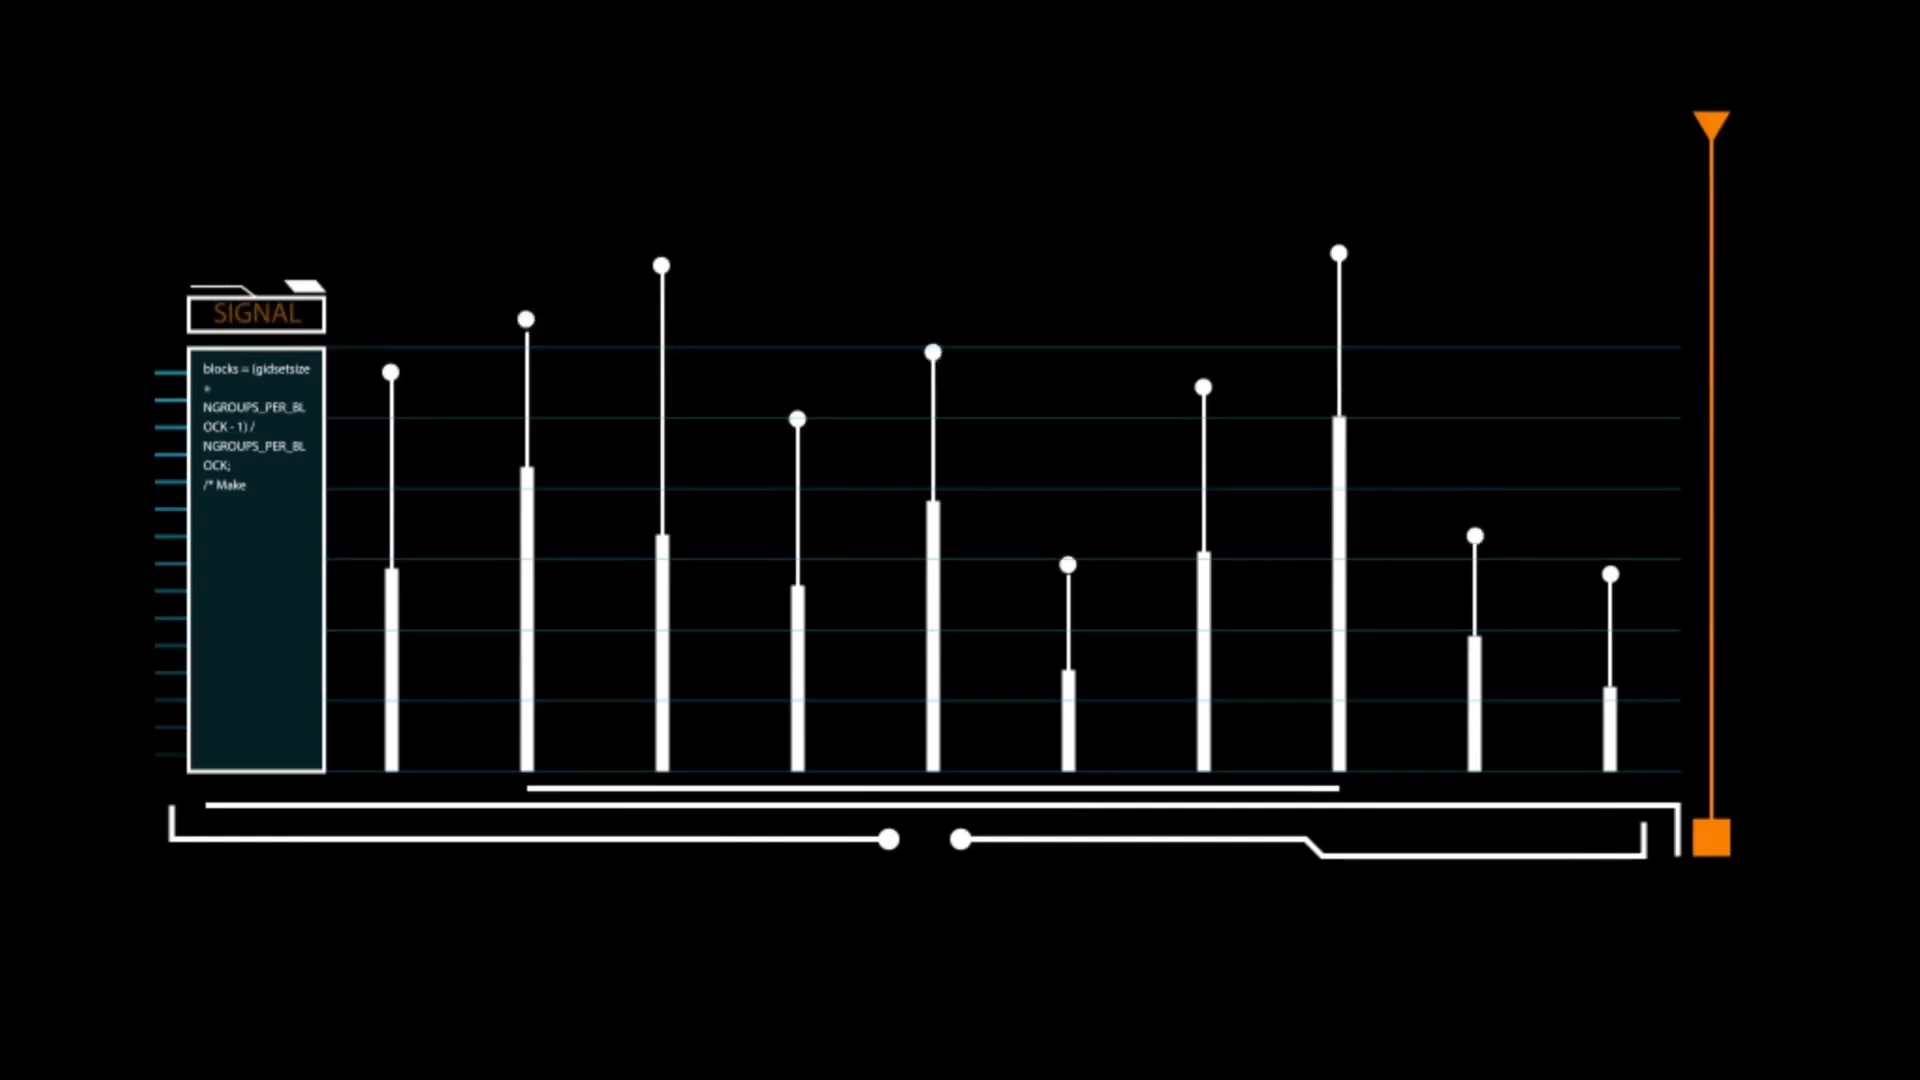 SIGNAL
blocks = (gidsetsize
+
NGROUPS_PER_BL
OCK - 1) /
NGROUPS_PER_BL
OCK;
/* Make